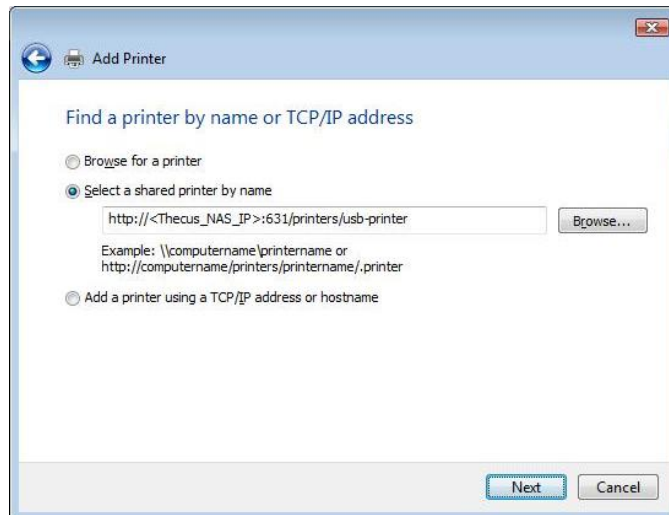 Add Printer
Find a printer by name or TCP/IP address
Browse for a printer
Select a shared printer by name
http://<Thecus_NAS_IP>:631/printers/usb-printer
Browse...
Example: \\computername\printername or
http://computername/printers/printername/.printer
Add a printer using a TCP/IP address or hostname
Next
Cancel